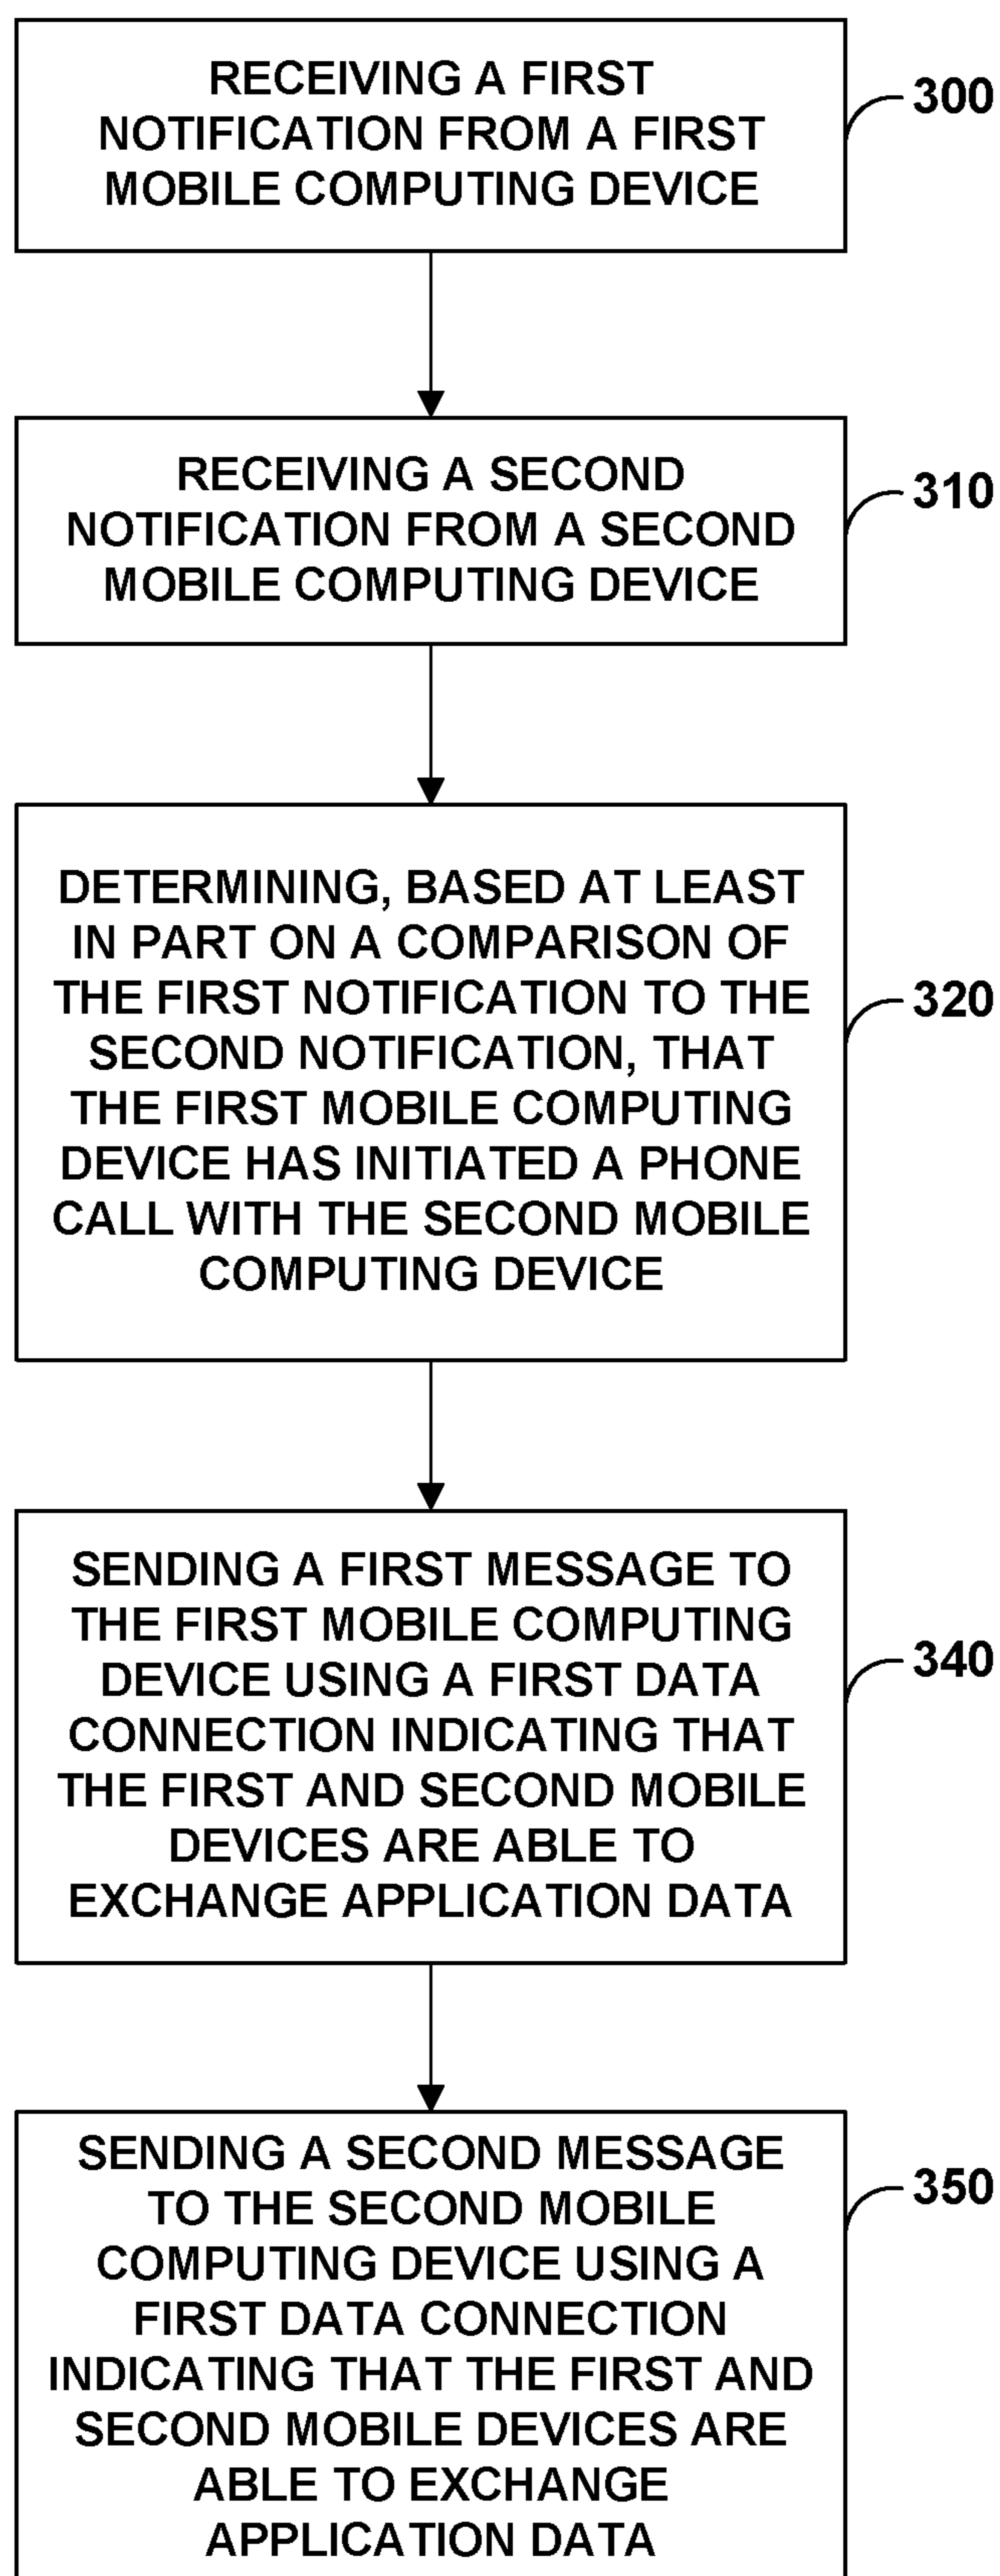 RECEIVING A FIRST
NOTIFICATION FROM A FIRST
MOBILE COMPUTING DEVICE
300
RECEIVING A SECOND
NOTIFICATION FROM A SECOND
MOBILE COMPUTING DEVICE
310
DETERMINING, BASED AT LEAST
IN PART ON A COMPARISON OF
THE FIRST NOTIFICATION TO THE
SECOND NOTIFICATION, THAT
THE FIRST MOBILE COMPUTING
DEVICE HAS INITIATED A PHONE
CALL WITH THE SECOND MOBILE
COMPUTING DEVICE
320
SENDING A FIRST MESSAGE TO
THE FIRST MOBILE COMPUTING
DEVICE USING A FIRST DATA
CONNECTION INDICATING THAT
THE FIRST AND SECOND MOBILE
DEVICES ARE ABLE TO
EXCHANGE APPLICATION DATA
340
SENDING A SECOND MESSAGE
TO THE SECOND MOBILE
COMPUTING DEVICE USING A
FIRST DATA CONNECTION
INDICATING THAT THE FIRST AND
SECOND MOBILE DEVICES ARE
ABLE TO EXCHANGE
APPLICATION DATA
350